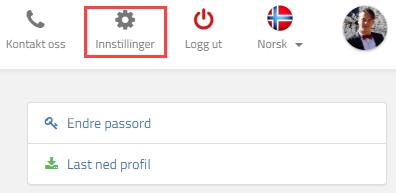 Kontakt oss Innstillinger Logg ut Norsk
Endre passord
Last ned profil